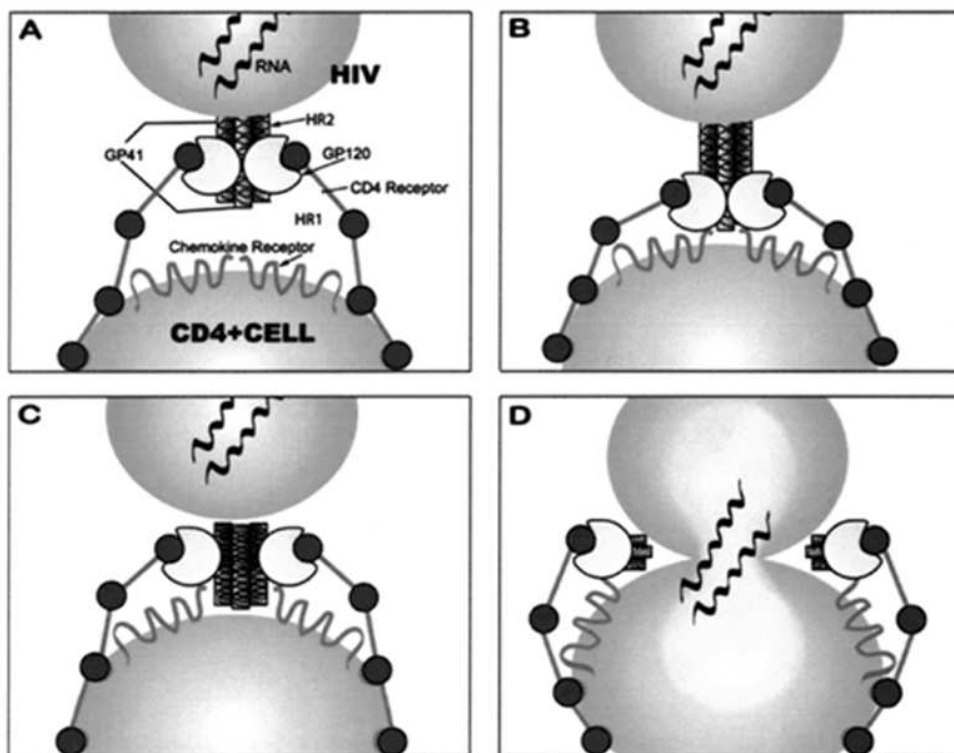 A
RNA
HIV
HR2
GP41
GP120
CD4 Receptor
HR1
Chemokine Receptor
CD4+CELL
B
C
D